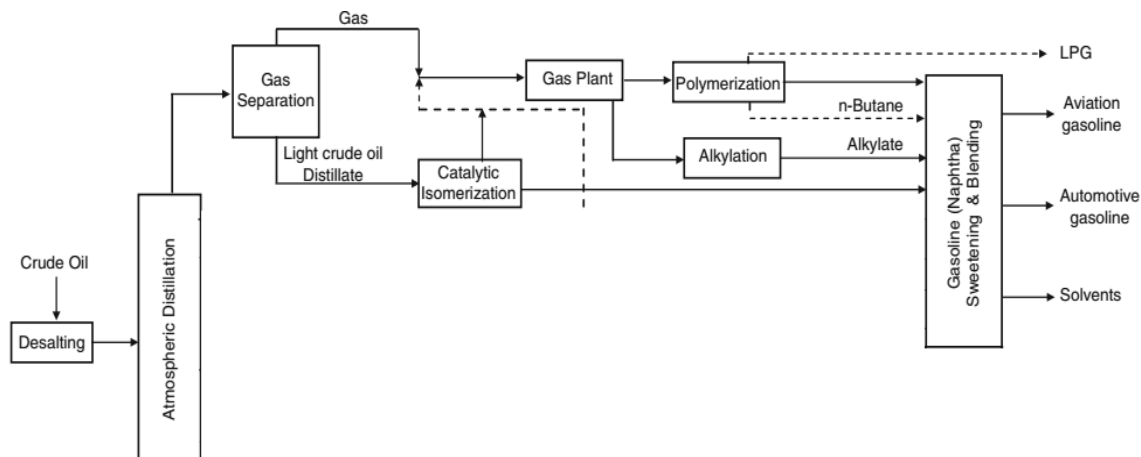 Gas
LPG
Gas
Separation
Gas Plant
Polymerization
n-Butane
Aviation
gasoline
Light crude oil
Distillate
Catalytic
Isomerization
Alkylation
Alkylate
Gasoline (Naphtha)
Sweetening & Blending
Automotive
gasoline
Crude Oil
Desalting
Atmospheric Distillation
Solvents